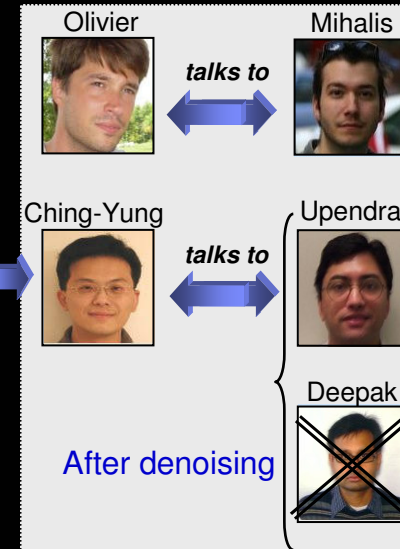 Olivier
Mihalis
talks to
Ching-Yung
Upendra
talks to
Deepak
After denoising